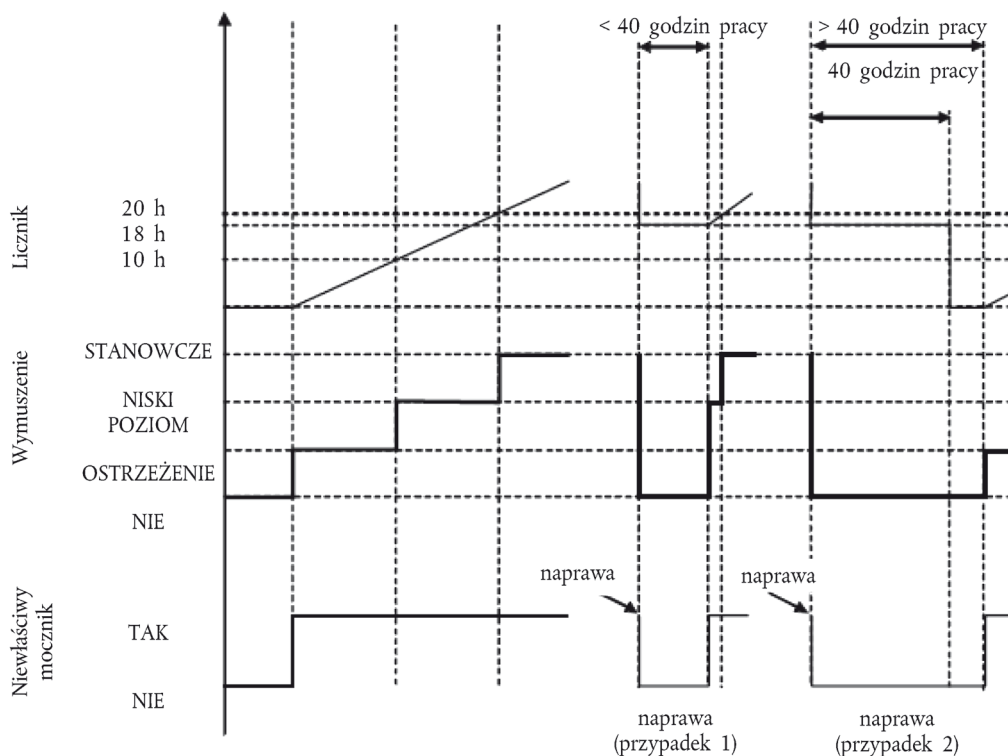 < 40 godzin pracy
> 40 godzin pracy
40 godzin pracy
Licznik
20 h
18 h
10 h
Wymuszenie
STANOWCZE
NISKI
POZIOM
OSTRZEŻENIE
NIE
Niewłaściwy
mocznik
TAK
NIE
naprawa
naprawa
naprawa
(przypadek 1)
naprawa
(przypadek 2)